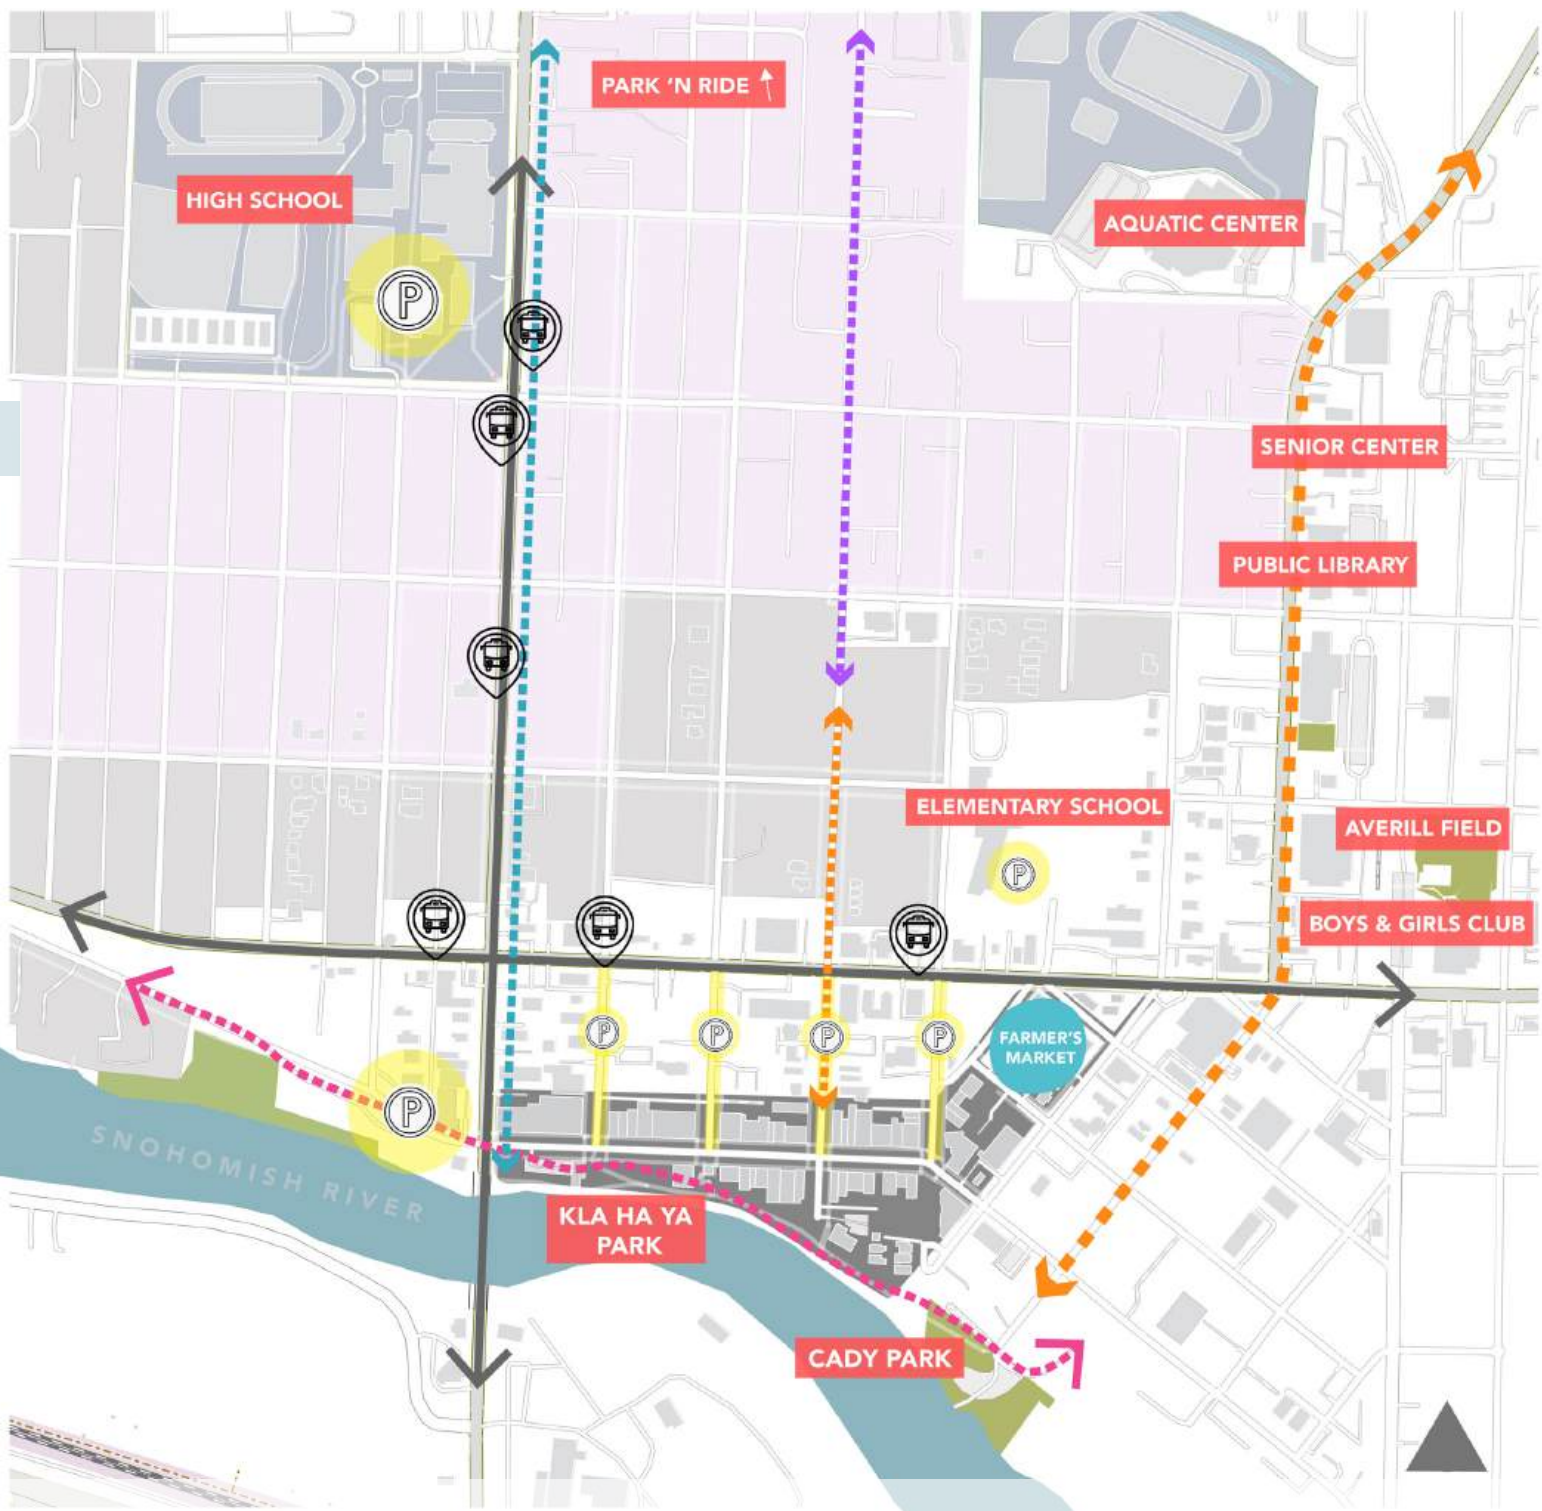 PARK 'N RIDE
HIGH SCHOOL
AQUATIC CENTER
P
SENIOR CENTER
PUBLIC LIBRARY
ELEMENTARY SCHOOL
AVERILL FIELD
P
BOYS & GIRLS CLUB
P
P
P
P
FARMER'S
MARKET
P
SNOHOMISH RIVER
KLA HA YA
PARK
CADY PARK